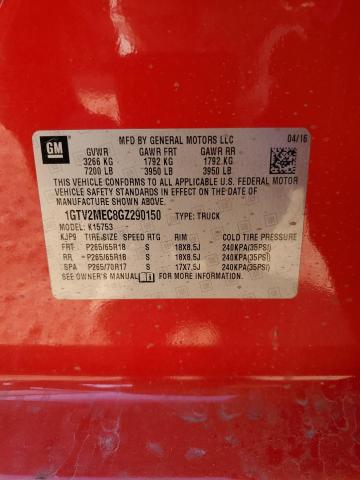 GM
MFD BY GENERAL MOTORS LLC 04/16
GVWR GAWR FRT GAWR RR
3266 KG 1792 KG 1792 KG
7200 LB 3950 LB 3950 LB
THIS VEHICLE CONFORMS TO ALL APPLICABLE U.S. FEDERAL MOTOR
VEHICLE SAFETY STANDARDS IN EFFECT ON THE DATE OF MANUFACTURE
1GTV2MEC8GZ290150 TYPE: TRUCK
MODEL: K15753
KJP9 TIRE SIZE SPEED RTG RIM COLD TIRE PRESSURE
FRT P265/65R18 S 18X8.5J 240KPA(35PSI)
RR P265/65R18 S 18X8.5J 240KPA(35PSI)
SPA P265/70R17 S 17X7.5J 240KPA(35PSI)
SEE OWNER'S MANUAL FOR MORE INFORMATION